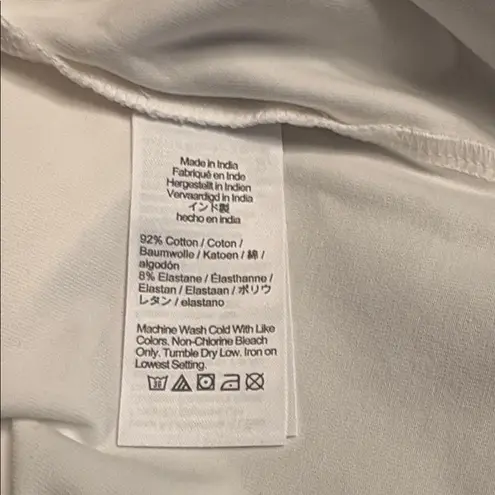 Made in India
Fabriqué en Inde
Hergestellt in Indien
Vervaardigd in India
インド製
hecho en india
92% Cotton / Coton /
Baumwolle / Katoen / 綿 /
algodón
8% Elastane / Élasthanne /
Elastan / Elastaan / ポリウ
レタン / elastano
Machine Wash Cold With Like
Colors. Non-Chlorine Bleach
Only. Tumble Dry Low. Iron on
Lowest Setting.
30